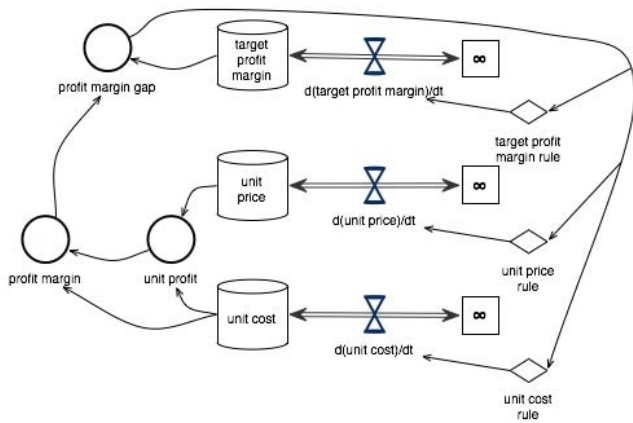 target
profit
margin
∞
profit margin gap
d(target profit margin)/dt
target profit
margin rule
unit
price
∞
d(unit price)/dt
profit margin
unit profit
unit price
rule
unit cost
∞
d(unit cost)/dt
unit cost
rule